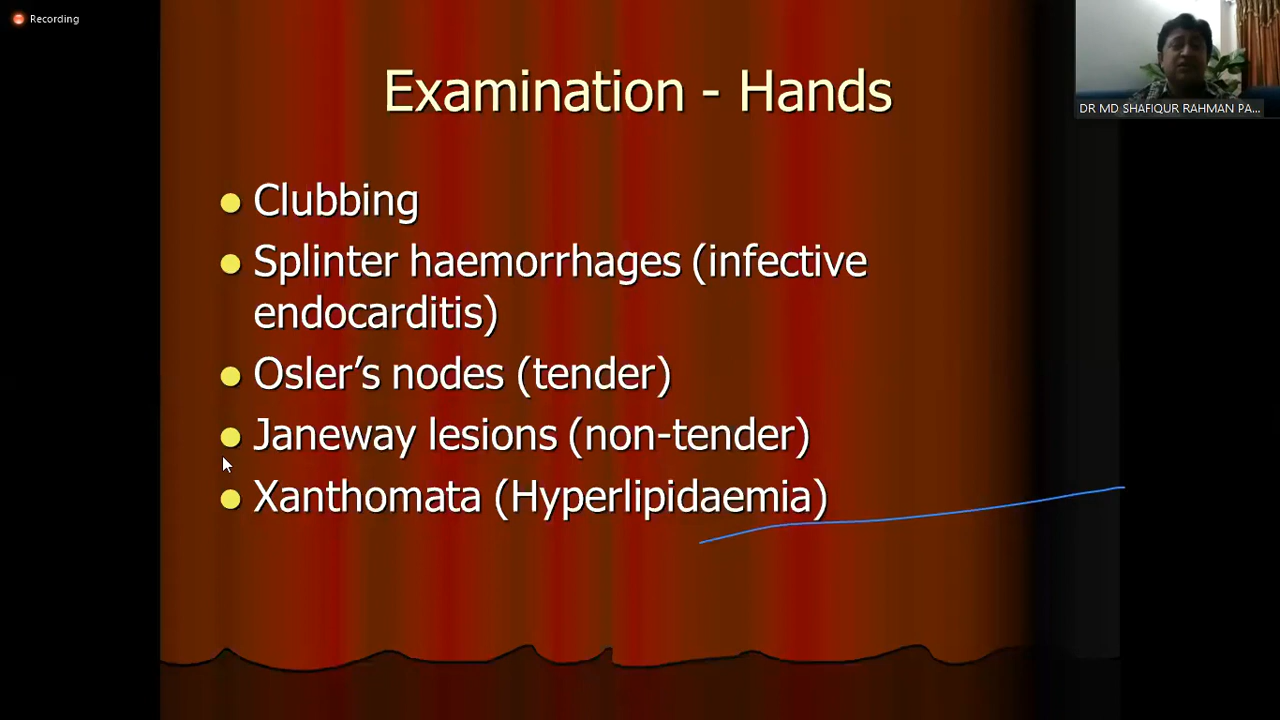 Recording
DR MD SHAFIQUR RAHMAN PA...
Examination - Hands
Clubbing
Splinter haemorrhages (infective
endocarditis)
Osler’s nodes (tender)
Janeway lesions (non-tender)
Xanthomata (Hyperlipidaemia)